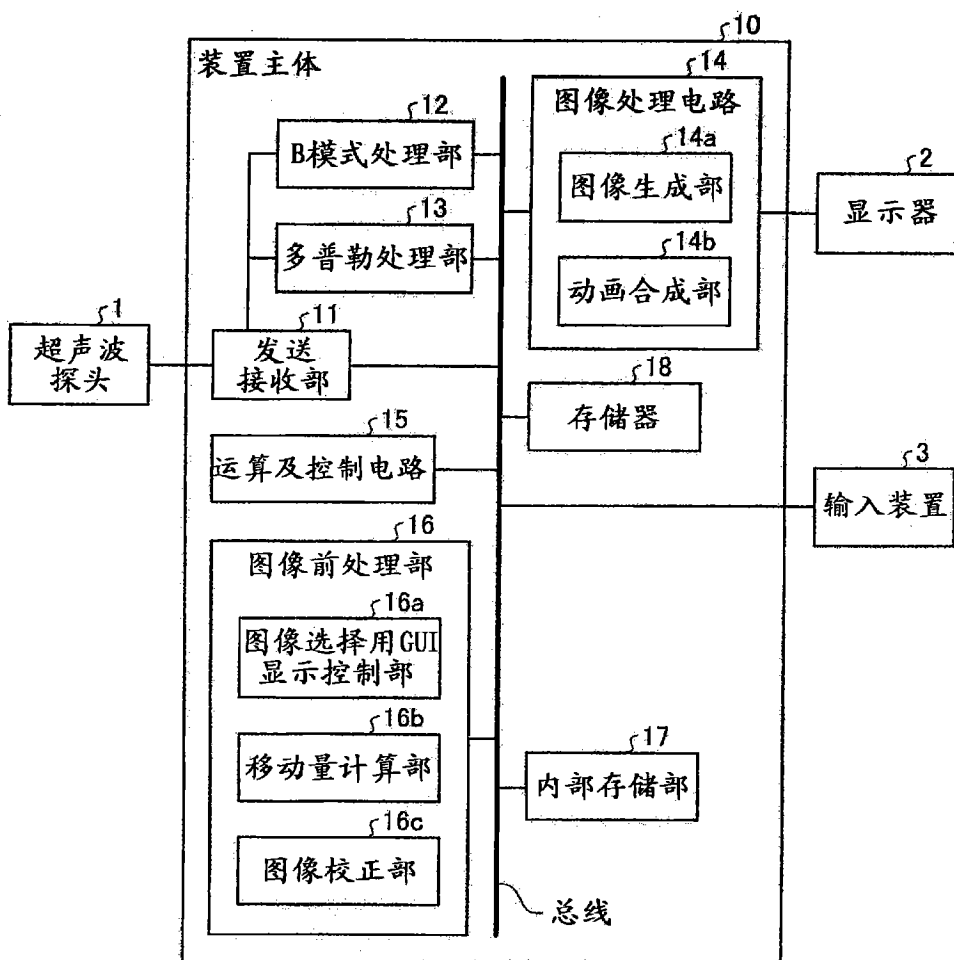 10
装置主体
14
图像处理电路
12
B模式处理部
14a
图像生成部
2
显示器
13
多普勒处理部
14b
动画合成部
1
超声波
探头
11
发送
接收部
18
存储器
15
运算及控制电路
3
输入装置
16
图像前处理部
16a
图像选择用GUI
显示控制部
16b
移动量计算部
17
内部存储部
16c
图像校正部
总线